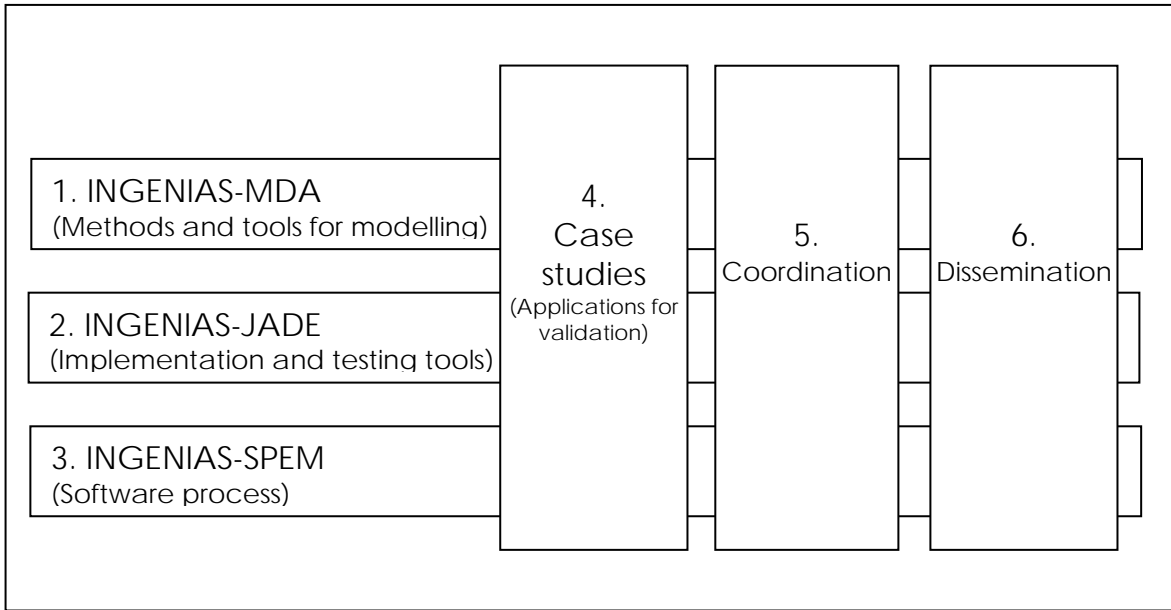 1. INGENIAS-MDA
(Methods and tools for modelling)
2. INGENIAS-JADE
(Implementation and testing tools)
3. INGENIAS-SPEM
(Software process)
4.
Case
studies
(Applications for
validation)
5.
Coordination
6.
Dissemination